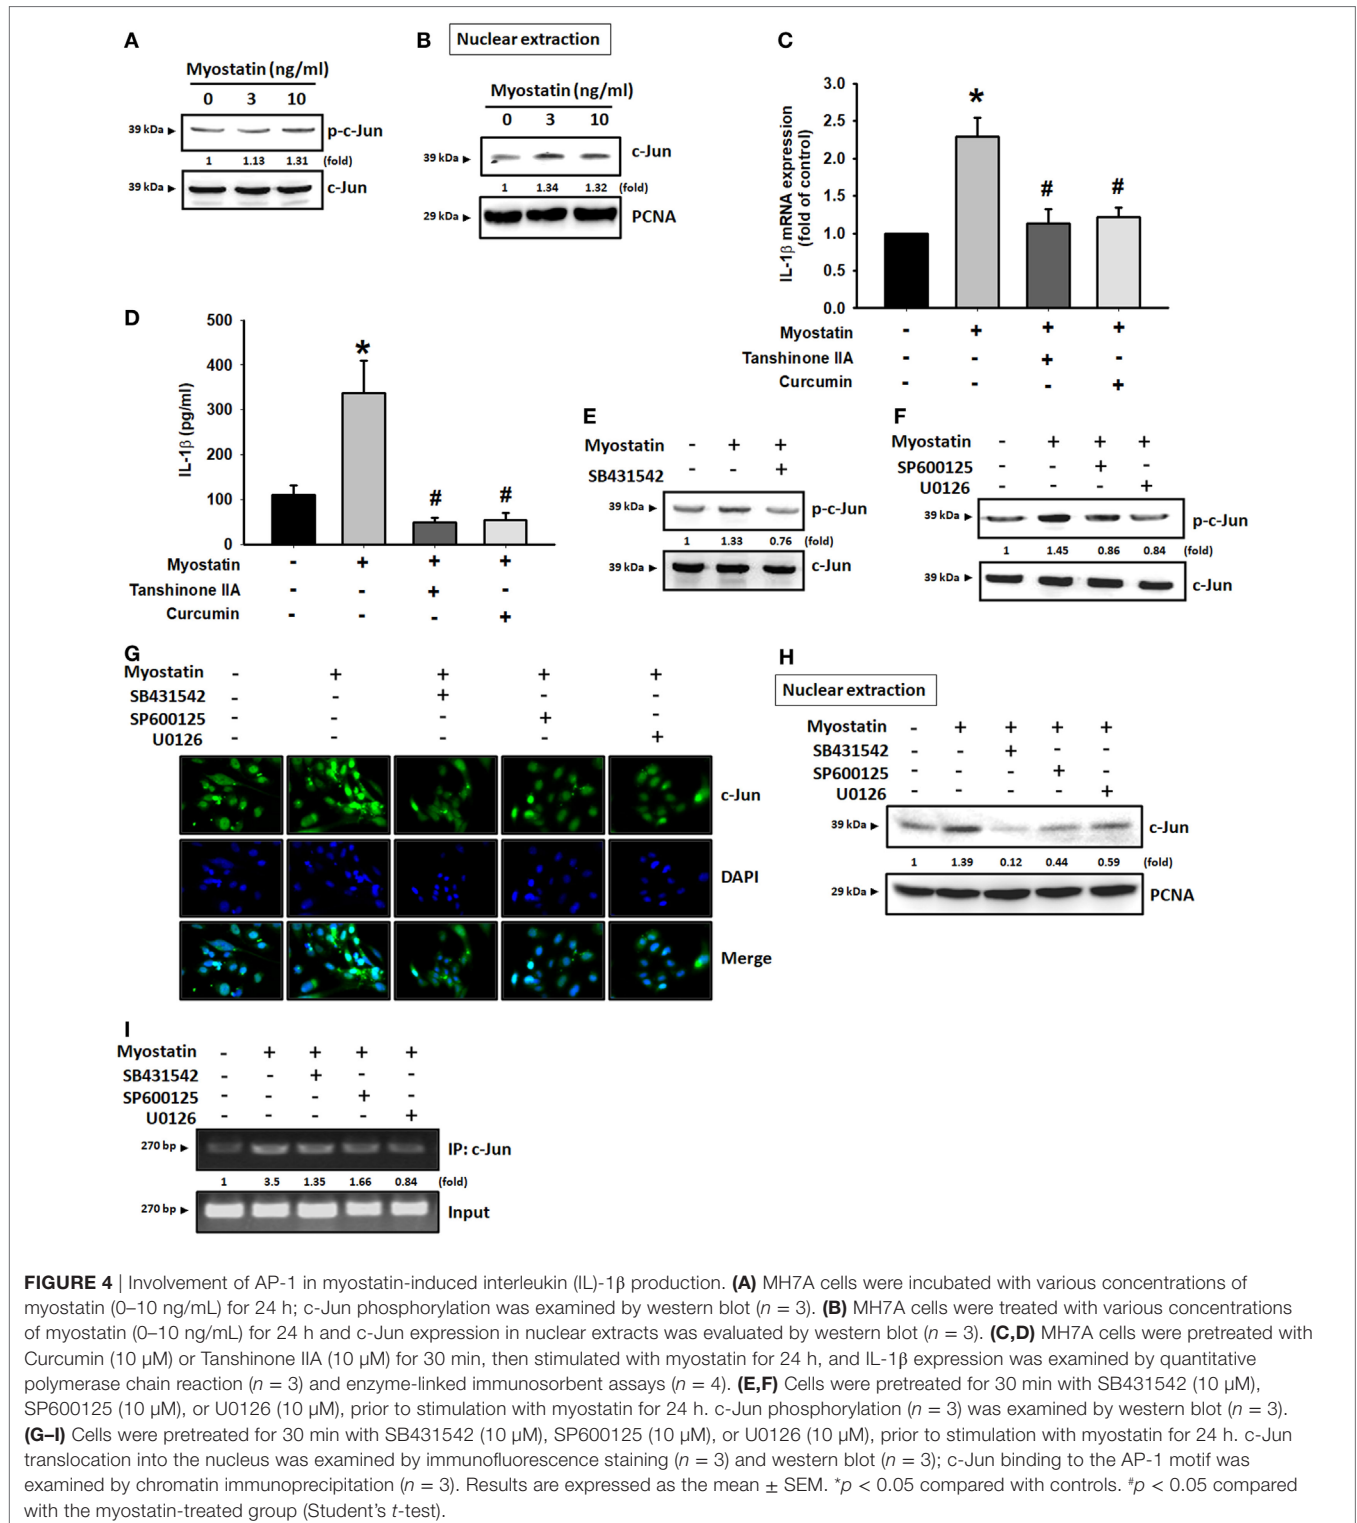 A
Myostatin (ng/ml)
0 3 10
39 kDa ► p-c-Jun
1 1.13 1.31 (fold)
39 kDa ► c-Jun
B Nuclear extraction
Myostatin (ng/ml)
0 3 10
39 kDa ► c-Jun
1 1.34 1.32 (fold)
29 kDa ► PCNA
C
IL-1β mRNA expression
(fold of control)
3.0
2.5
2.0
1.5
1.0
0.5
0.0
* # #
Myostatin - + + +
Tanshinone IIA - - + -
Curcumin - - - +
D
IL-1β (pg/ml)
500
400
300
200
100
0
* # #
Myostatin - + + +
Tanshinone IIA - - + -
Curcumin - - - +
E
Myostatin - + +
SB431542 - - +
39 kDa ► p-c-Jun
1 1.33 0.76 (fold)
39 kDa ► c-Jun
F
Myostatin - + + +
SP600125 - - + -
U0126 - - - +
39 kDa ► p-c-Jun
1 1.45 0.86 0.84 (fold)
39 kDa ► c-Jun
G
Myostatin - + + + +
SB431542 - - + - -
SP600125 - - - + -
U0126 - - - - +
c-Jun
DAPI
Merge
H
Nuclear extraction
Myostatin - + + + +
SB431542 - - + - -
SP600125 - - - + -
U0126 - - - - +
39 kDa ► c-Jun
1 1.39 0.12 0.44 0.59 (fold)
29 kDa ► PCNA
I
Myostatin - + + + +
SB431542 - - + - -
SP600125 - - - + -
U0126 - - - - +
270 bp ► IP: c-Jun
1 3.5 1.35 1.66 0.84 (fold)
270 bp ► Input
FIGURE 4 | Involvement of AP-1 in myostatin-induced interleukin (IL)-1β production. (A) MH7A cells were incubated with various concentrations of
myostatin (0–10 ng/mL) for 24 h; c-Jun phosphorylation was examined by western blot (n = 3). (B) MH7A cells were treated with various concentrations
of myostatin (0–10 ng/mL) for 24 h and c-Jun expression in nuclear extracts was evaluated by western blot (n = 3). (C,D) MH7A cells were pretreated with
Curcumin (10 µM) or Tanshinone IIA (10 µM) for 30 min, then stimulated with myostatin for 24 h, and IL-1β expression was examined by quantitative
polymerase chain reaction (n = 3) and enzyme-linked immunosorbent assays (n = 4). (E,F) Cells were pretreated for 30 min with SB431542 (10 µM),
SP600125 (10 µM), or U0126 (10 µM), prior to stimulation with myostatin for 24 h. c-Jun phosphorylation (n = 3) was examined by western blot (n = 3).
(G–I) Cells were pretreated for 30 min with SB431542 (10 µM), SP600125 (10 µM), or U0126 (10 µM), prior to stimulation with myostatin for 24 h. c-Jun
translocation into the nucleus was examined by immunofluorescence staining (n = 3) and western blot (n = 3); c-Jun binding to the AP-1 motif was
examined by chromatin immunoprecipitation (n = 3). Results are expressed as the mean ± SEM. *p < 0.05 compared with controls. #p < 0.05 compared
with the myostatin-treated group (Student's t-test).